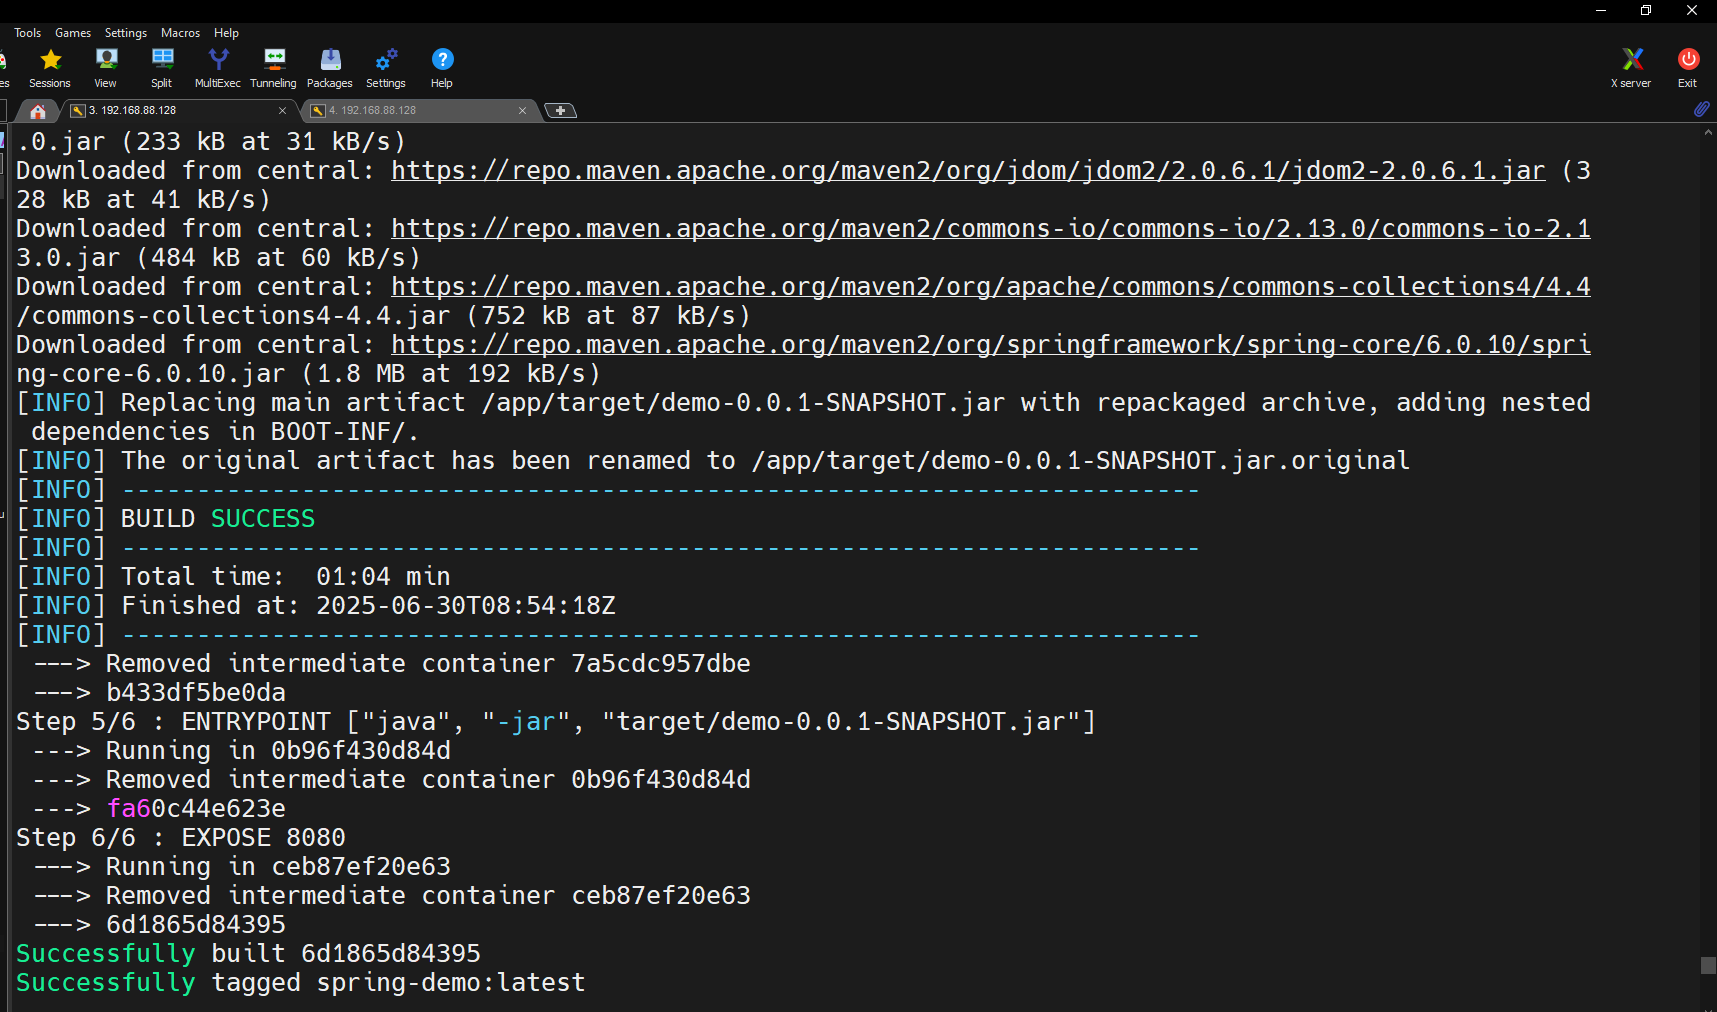 Tools Games Settings Macros Help
es Sessions View Split MultiExec Tunneling Packages Settings Help X server Exit
3. 192.168.88.128 4. 192.168.88.128
.0.jar (233 kB at 31 kB/s)
Downloaded from central: https://repo.maven.apache.org/maven2/org/jdom/jdom2/2.0.6.1/jdom2-2.0.6.1.jar (3
28 kB at 41 kB/s)
Downloaded from central: https://repo.maven.apache.org/maven2/commons-io/commons-io/2.13.0/commons-io-2.1
3.0.jar (484 kB at 60 kB/s)
Downloaded from central: https://repo.maven.apache.org/maven2/org/apache/commons/commons-collections4/4.4
/commons-collections4-4.4.jar (752 kB at 87 kB/s)
Downloaded from central: https://repo.maven.apache.org/maven2/org/springframework/spring-core/6.0.10/spri
ng-core-6.0.10.jar (1.8 MB at 192 kB/s)
[INFO] Replacing main artifact /app/target/demo-0.0.1-SNAPSHOT.jar with repackaged archive, adding nested
 dependencies in BOOT-INF/.
[INFO] The original artifact has been renamed to /app/target/demo-0.0.1-SNAPSHOT.jar.original
[INFO] ------------------------------------------------------------------------
[INFO] BUILD SUCCESS
[INFO] ------------------------------------------------------------------------
[INFO] Total time:  01:04 min
[INFO] Finished at: 2025-06-30T08:54:18Z
[INFO] ------------------------------------------------------------------------
 ---> Removed intermediate container 7a5cdc957dbe
 ---> b433df5be0da
Step 5/6 : ENTRYPOINT ["java", "-jar", "target/demo-0.0.1-SNAPSHOT.jar"]
 ---> Running in 0b96f430d84d
 ---> Removed intermediate container 0b96f430d84d
 ---> fa60c44e623e
Step 6/6 : EXPOSE 8080
 ---> Running in ceb87ef20e63
 ---> Removed intermediate container ceb87ef20e63
 ---> 6d1865d84395
Successfully built 6d1865d84395
Successfully tagged spring-demo:latest